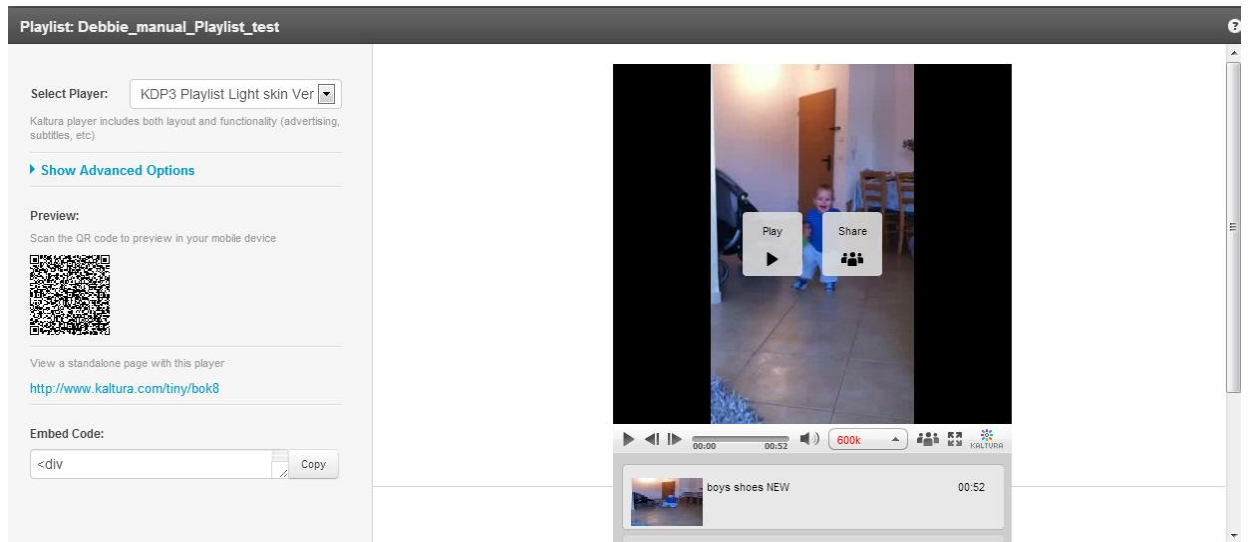 Playlist: Debbie_manual_Playlist_test
?
Select Player:
KDP3 Playlist Light skin Ver
Kaltura player includes both layout and functionality (advertising,
subtitles, etc)
Show Advanced Options
Preview:
Scan the QR code to preview in your mobile device
View a standalone page with this player
http://www.kaltura.com/tiny/bok8
Embed Code:
<div
Copy
Play
Share
00:00
00:52
600k
KALTURA
boys shoes NEW
00:52